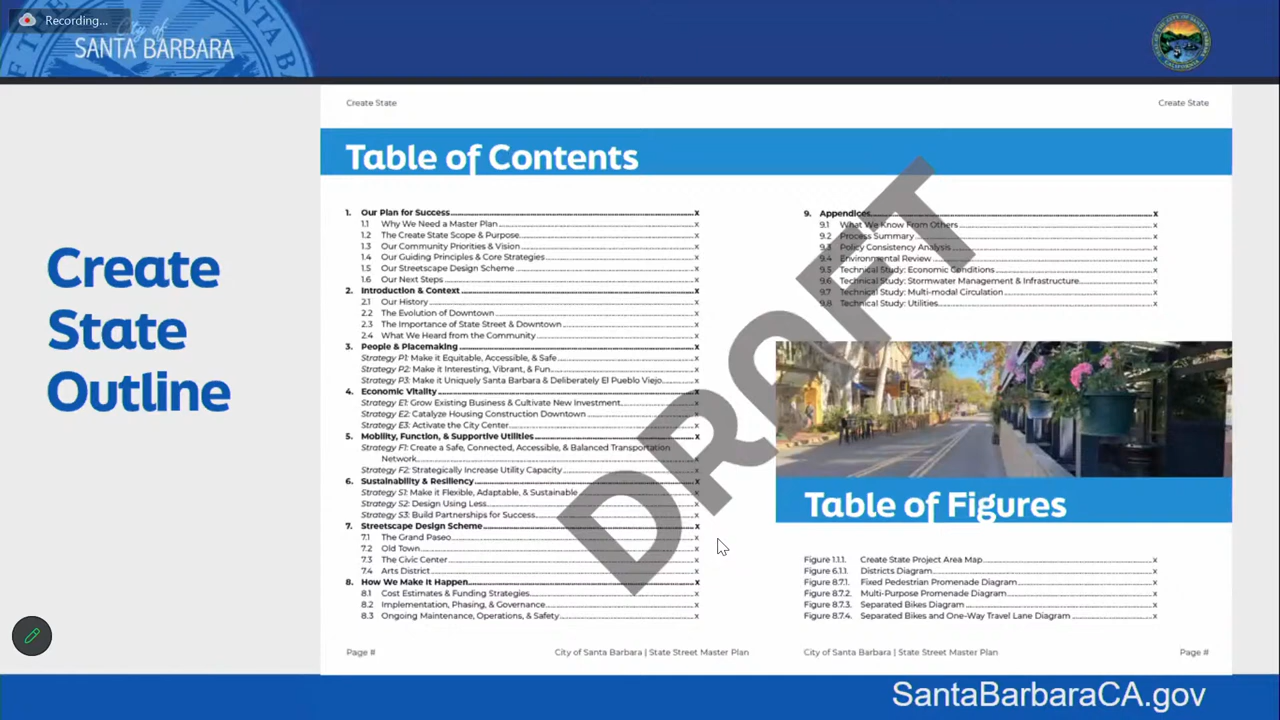 Recording...
City of
SANTA BARBARA
Create State
Create State
Create
State
Outline
Table of Contents
1. Our Plan for Success x
1.1 Why We Need a Master Plan x
1.2 The Create State Scope & Purpose x
1.3 Our Community Priorities & Vision x
1.4 Our Guiding Principles & Core Strategies x
1.5 Our Streetscape Design Scheme x
1.6 Our Next Steps x
2. Introduction & Context x
2.1 Our History x
2.2 The Evolution of Downtown x
2.3 The Importance of State Street & Downtown x
2.4 What We Heard from the Community x
3. People & Placemaking x
Strategy P1: Make it Equitable, Accessible, & Safe x
Strategy P2: Make it Interesting, Vibrant, & Fun x
Strategy P3: Make it Uniquely Santa Barbara & Deliberately El Pueblo Viejo x
4. Economic Vitality x
Strategy E1: Grow Existing Business & Cultivate New Investment x
Strategy E2: Catalyze Housing Construction Downtown x
Strategy E3: Activate the City Center x
5. Mobility, Function, & Supportive Utilities x
Strategy F1: Create a Safe, Connected, Accessible, & Balanced Transportation
Network x
Strategy F2: Strategically Increase Utility Capacity x
6. Sustainability & Resiliency x
Strategy S1: Make it Flexible, Adaptable, & Sustainable x
Strategy S2: Design Using Less x
Strategy S3: Build Partnerships for Success x
7. Streetscape Design Scheme x
7.1 The Grand Paseo x
7.2 Old Town x
7.3 The Civic Center x
7.4 Arts District x
8. How We Make It Happen x
8.1 Cost Estimates & Funding Strategies x
8.2 Implementation, Phasing, & Governance x
8.3 Ongoing Maintenance, Operations, & Safety x
9. Appendices x
9.1 What We Know From Others x
9.2 Process Summary x
9.3 Policy Consistency Analysis x
9.4 Environmental Review x
9.5 Technical Study: Economic Conditions x
9.6 Technical Study: Stormwater Management & Infrastructure x
9.7 Technical Study: Multi-modal Circulation x
9.8 Technical Study: Utilities x
DRAFT
Table of Figures
Figure 1.1.1. Create State Project Area Map x
Figure 6.1.1. Districts Diagram x
Figure 8.7.1. Fixed Pedestrian Promenade Diagram x
Figure 8.7.2. Multi-Purpose Promenade Diagram x
Figure 8.7.3. Separated Bikes Diagram x
Figure 8.7.4. Separated Bikes and One-Way Travel Lane Diagram x
Page #
City of Santa Barbara | State Street Master Plan
City of Santa Barbara | State Street Master Plan
Page #
SantaBarbaraCA.gov